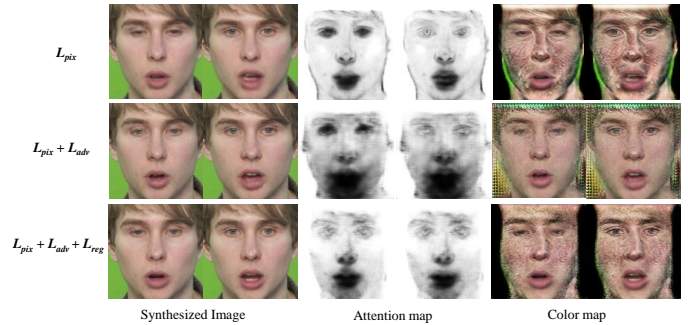 L_pix
L_pix + L_adv
L_pix + L_adv + L_reg
Synthesized Image Attention map Color map